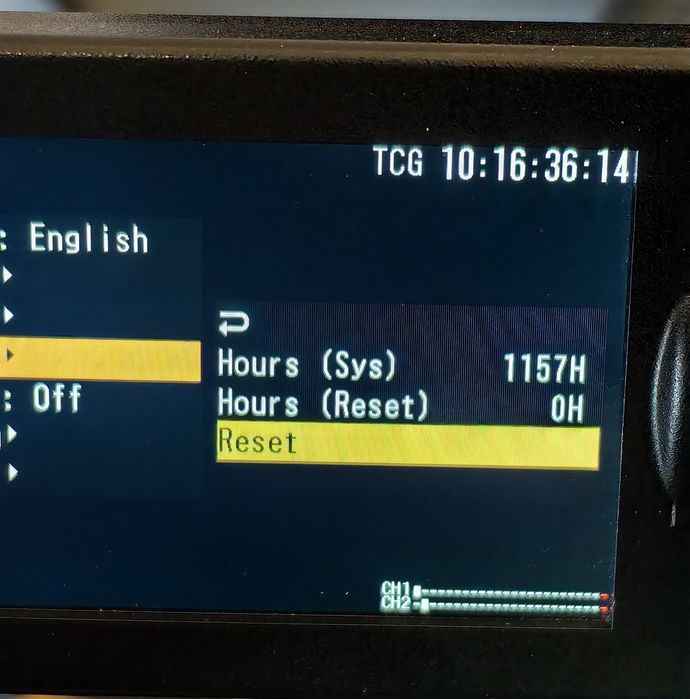 TCG 10:16:36:14
: English
Hours (Sys) 1157H
Hours (Reset) 0H
: Off
Reset
CH1
CH2